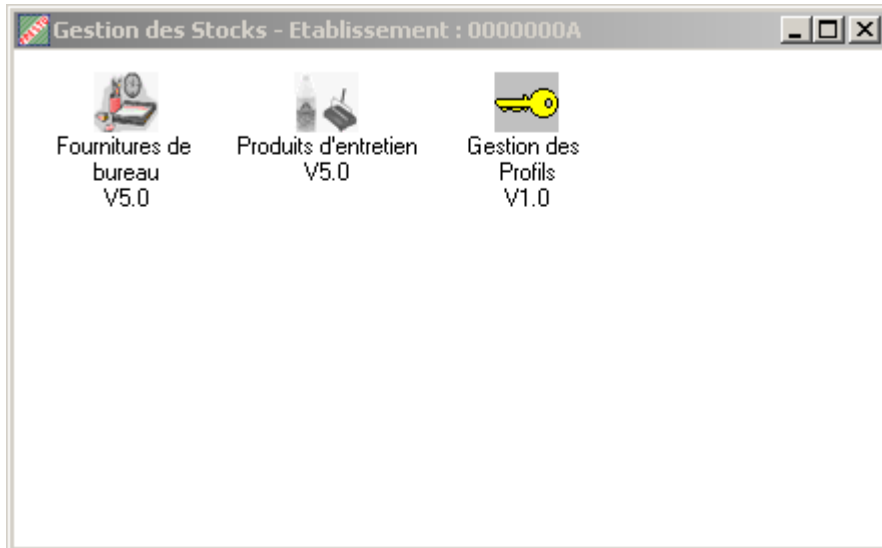 Gestion des Stocks - Etablissement : 0000000A
Fournitures de
bureau
V5.0
Produits d'entretien
V5.0
Gestion des
Profils
V1.0